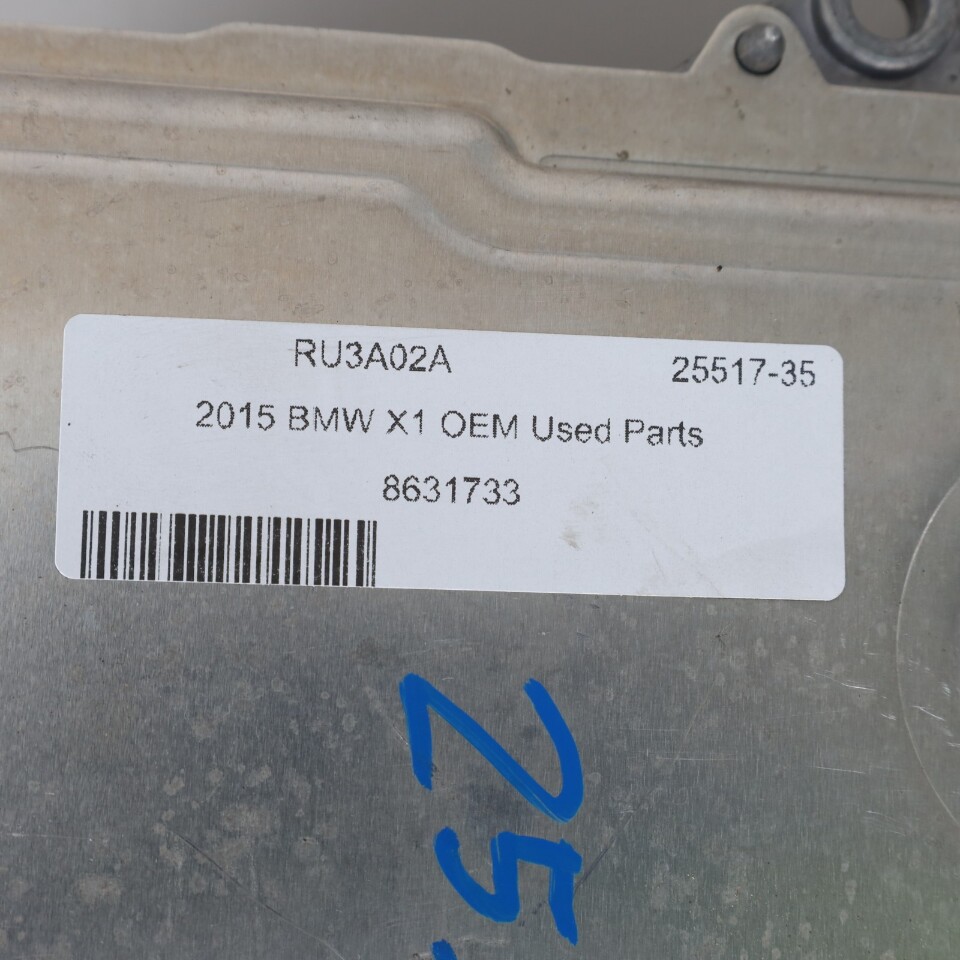 RU3A02A 25517-35
2015 BMW X1 OEM Used Parts
8631733
25.